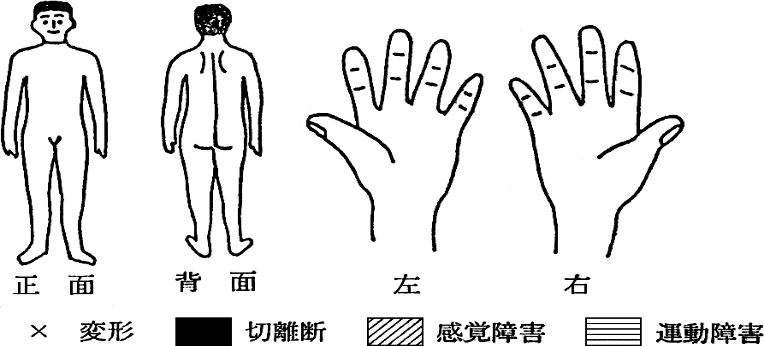 正 面 背 面 左 右
× 変形 切離断 感覚障害 運動障害